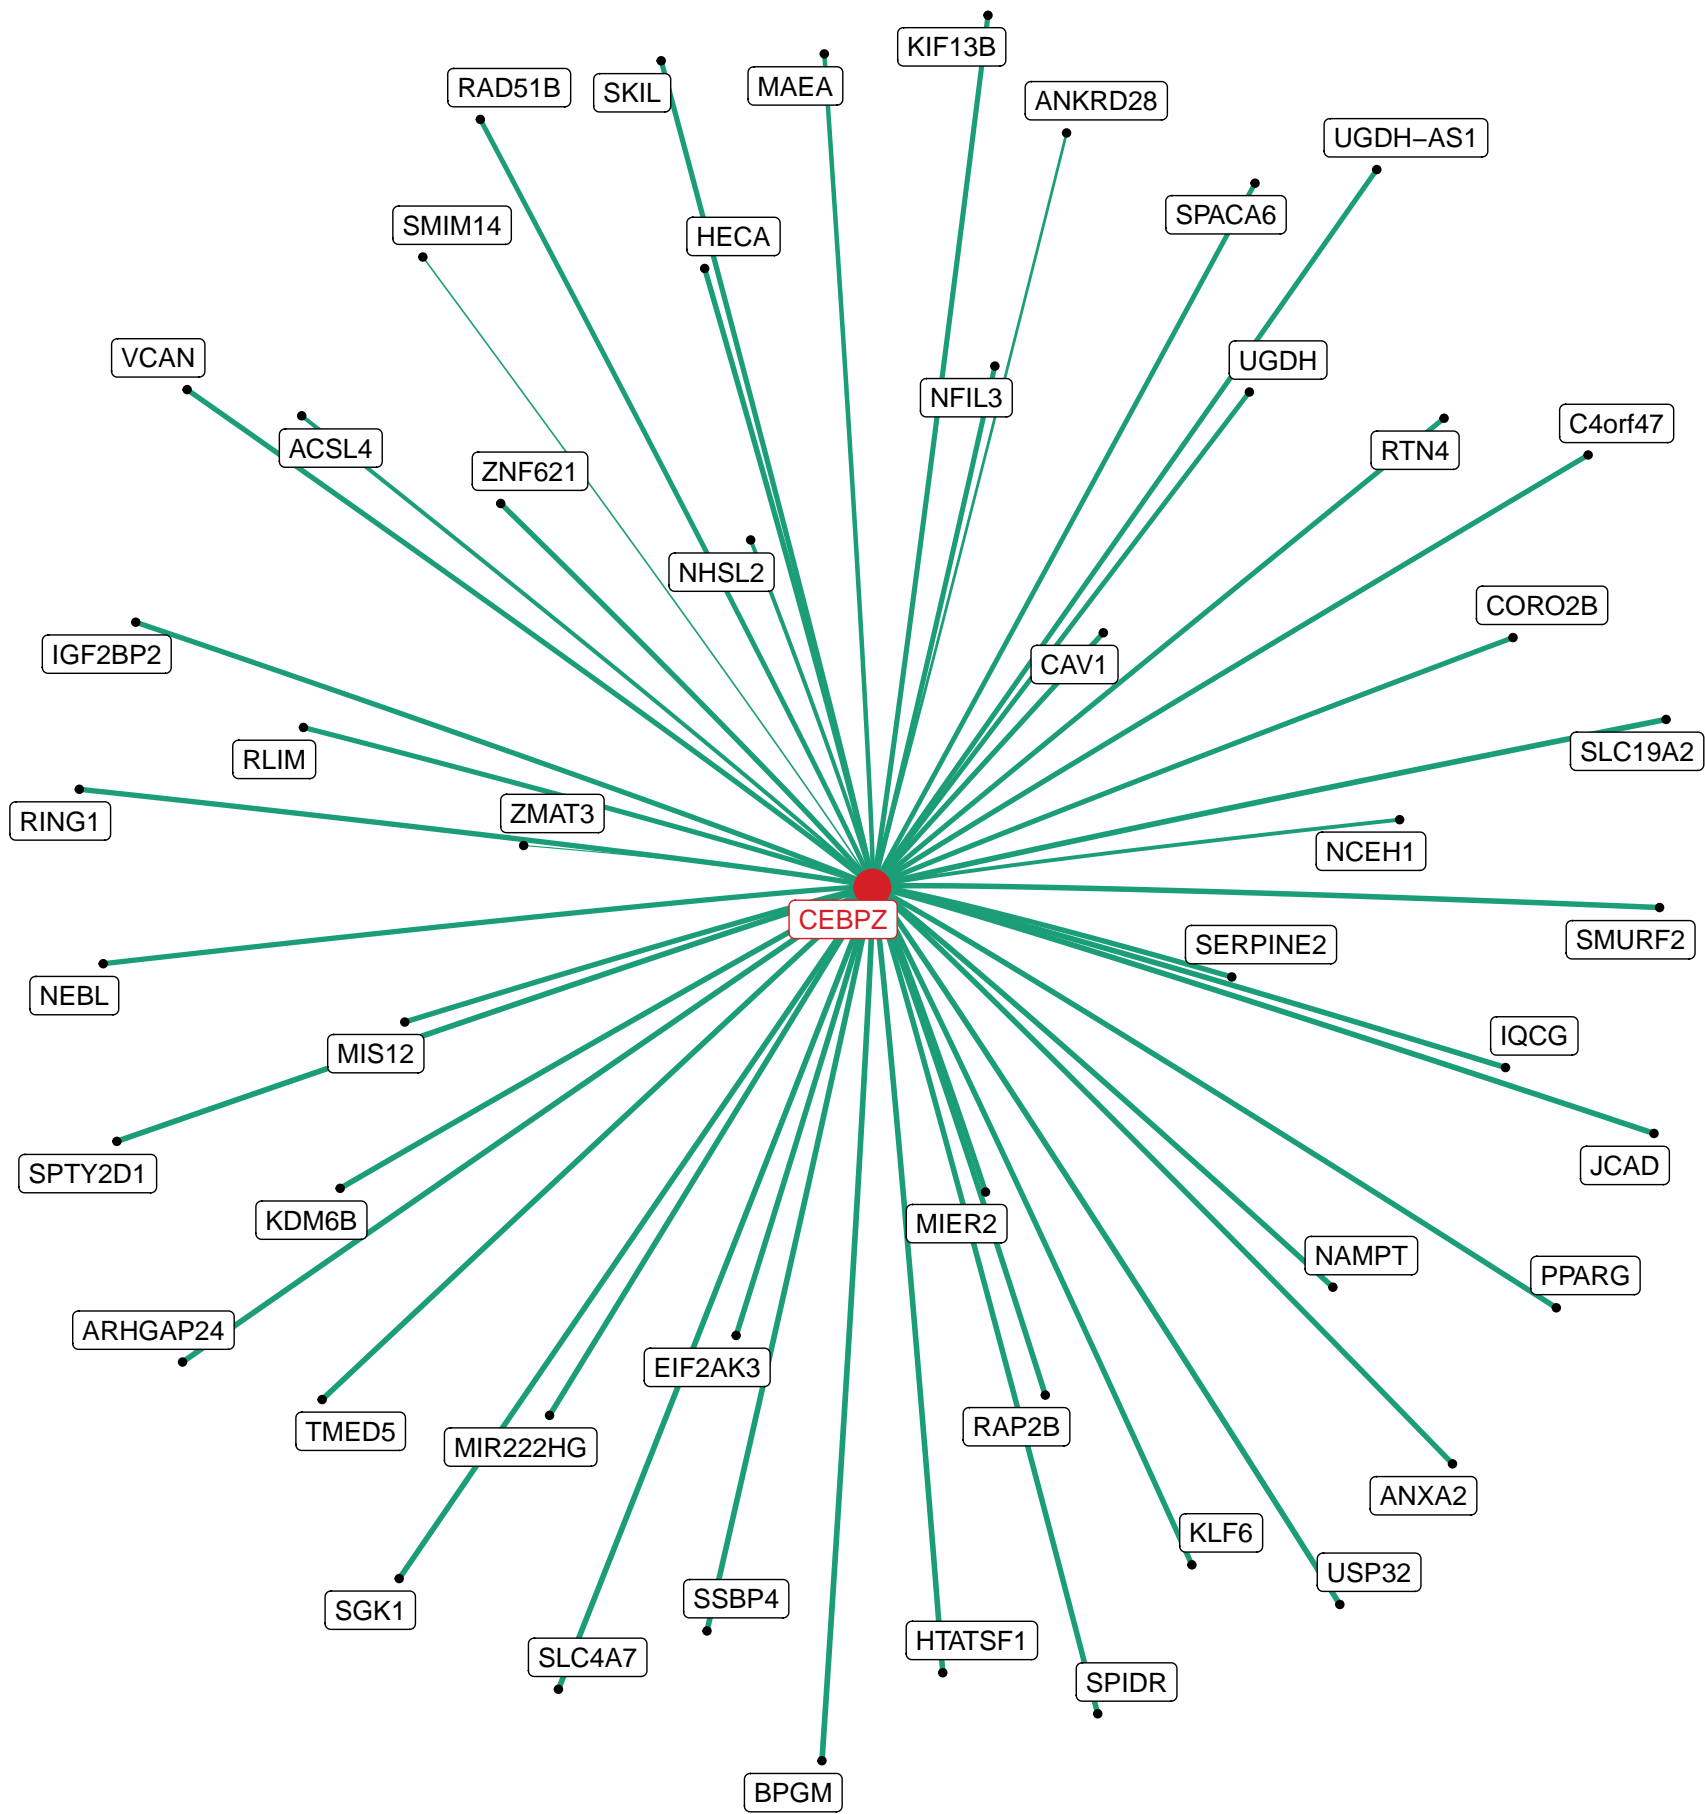 KIF13B
RAD51B
SKIL
MAEA
ANKRD28
UGDH−AS1
SMIM14
HECA
SPACA6
VCAN
UGDH
NFIL3
C4orf47
ACSL4
RTN4
ZNF621
NHSL2
CORO2B
IGF2BP2
CAV1
RLIM
SLC19A2
RING1
ZMAT3
NCEH1
CEBPZ
SERPINE2
SMURF2
NEBL
IQCG
MIS12
SPTY2D1
JCAD
KDM6B
MIER2
NAMPT
PPARG
ARHGAP24
EIF2AK3
RAP2B
TMED5
MIR222HG
ANXA2
KLF6
USP32
SGK1
SSBP4
HTATSF1
SLC4A7
SPIDR
BPGM